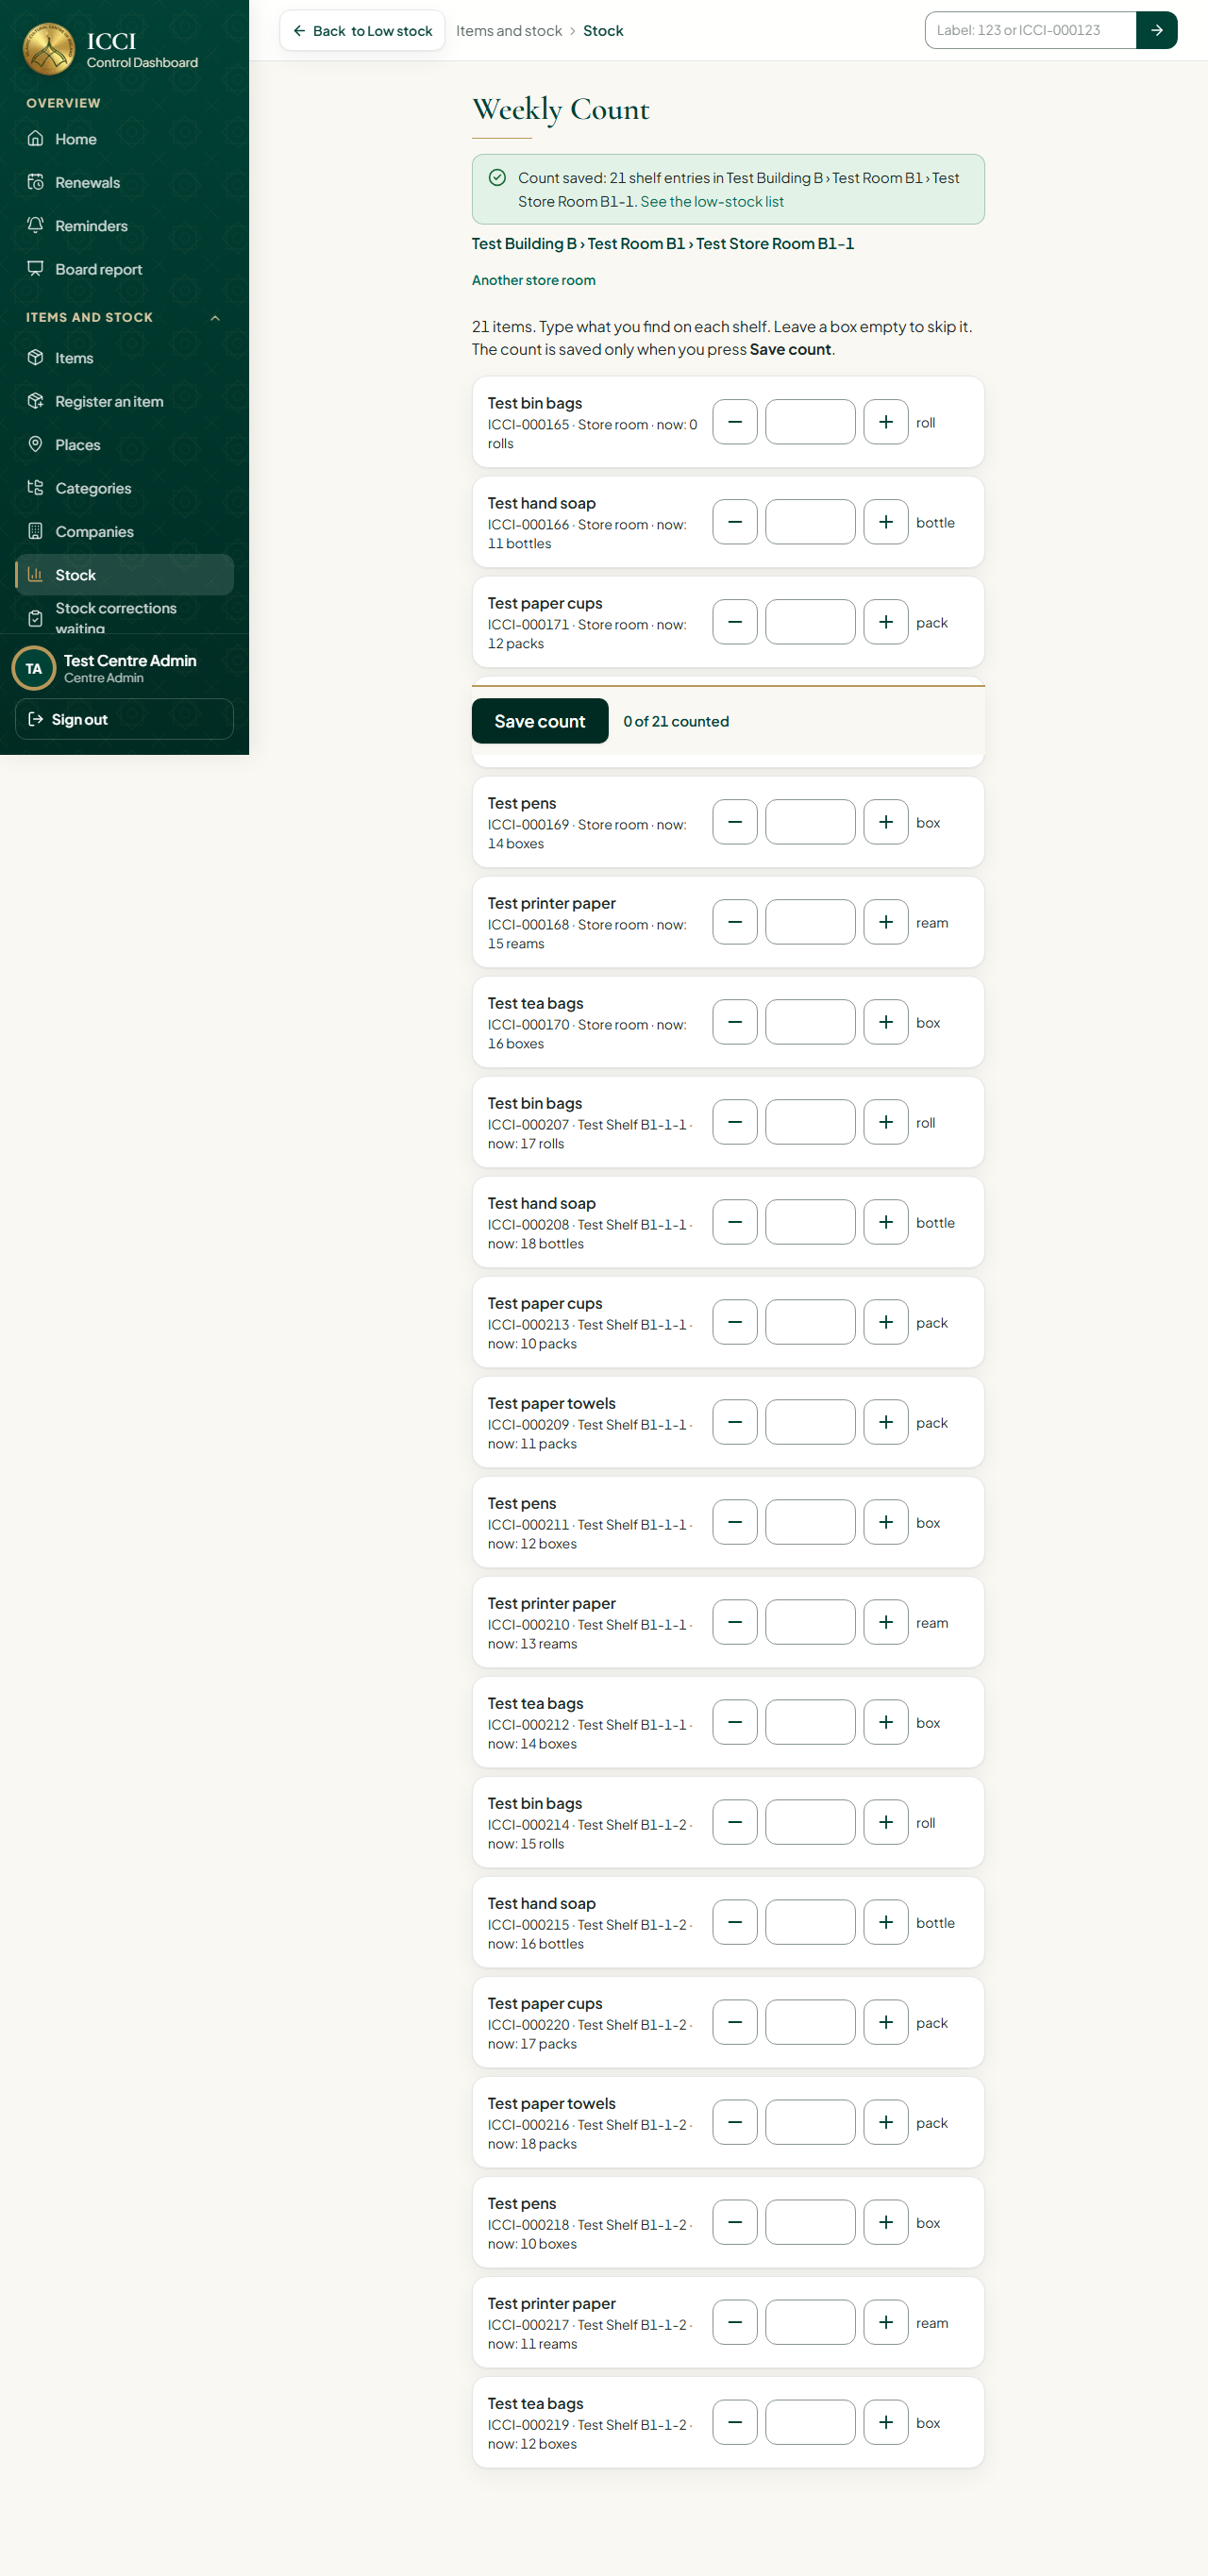 ICCI
Control Dashboard
OVERVIEW
Home
Renewals
Reminders
Board report
ITEMS AND STOCK
Items
Register an item
Places
Categories
Companies
Stock
Stock corrections
waiting
TA
Test Centre Admin
Centre Admin
Sign out
Back to Low stock
Items and stock › Stock
Label: 123 or ICCI-000123
Weekly Count
Count saved: 21 shelf entries in Test Building B › Test Room B1 › Test
Store Room B1-1. See the low-stock list
Test Building B › Test Room B1 › Test Store Room B1-1
Another store room
21 items. Type what you find on each shelf. Leave a box empty to skip it.
The count is saved only when you press Save count.
Test bin bags
ICCI-000165 · Store room · now: 0
rolls
roll
Test hand soap
ICCI-000166 · Store room · now:
11 bottles
bottle
Test paper cups
ICCI-000171 · Store room · now:
12 packs
pack
Save count
0 of 21 counted
Test pens
ICCI-000169 · Store room · now:
14 boxes
box
Test printer paper
ICCI-000168 · Store room · now:
15 reams
ream
Test tea bags
ICCI-000170 · Store room · now:
16 boxes
box
Test bin bags
ICCI-000207 · Test Shelf B1-1-1 ·
now: 17 rolls
roll
Test hand soap
ICCI-000208 · Test Shelf B1-1-1 ·
now: 18 bottles
bottle
Test paper cups
ICCI-000213 · Test Shelf B1-1-1 ·
now: 10 packs
pack
Test paper towels
ICCI-000209 · Test Shelf B1-1-1 ·
now: 11 packs
pack
Test pens
ICCI-000211 · Test Shelf B1-1-1 ·
now: 12 boxes
box
Test printer paper
ICCI-000210 · Test Shelf B1-1-1 ·
now: 13 reams
ream
Test tea bags
ICCI-000212 · Test Shelf B1-1-1 ·
now: 14 boxes
box
Test bin bags
ICCI-000214 · Test Shelf B1-1-2 ·
now: 15 rolls
roll
Test hand soap
ICCI-000215 · Test Shelf B1-1-2 ·
now: 16 bottles
bottle
Test paper cups
ICCI-000220 · Test Shelf B1-1-2 ·
now: 17 packs
pack
Test paper towels
ICCI-000216 · Test Shelf B1-1-2 ·
now: 18 packs
pack
Test pens
ICCI-000218 · Test Shelf B1-1-2 ·
now: 10 boxes
box
Test printer paper
ICCI-000217 · Test Shelf B1-1-2 ·
now: 11 reams
ream
Test tea bags
ICCI-000219 · Test Shelf B1-1-2 ·
now: 12 boxes
box